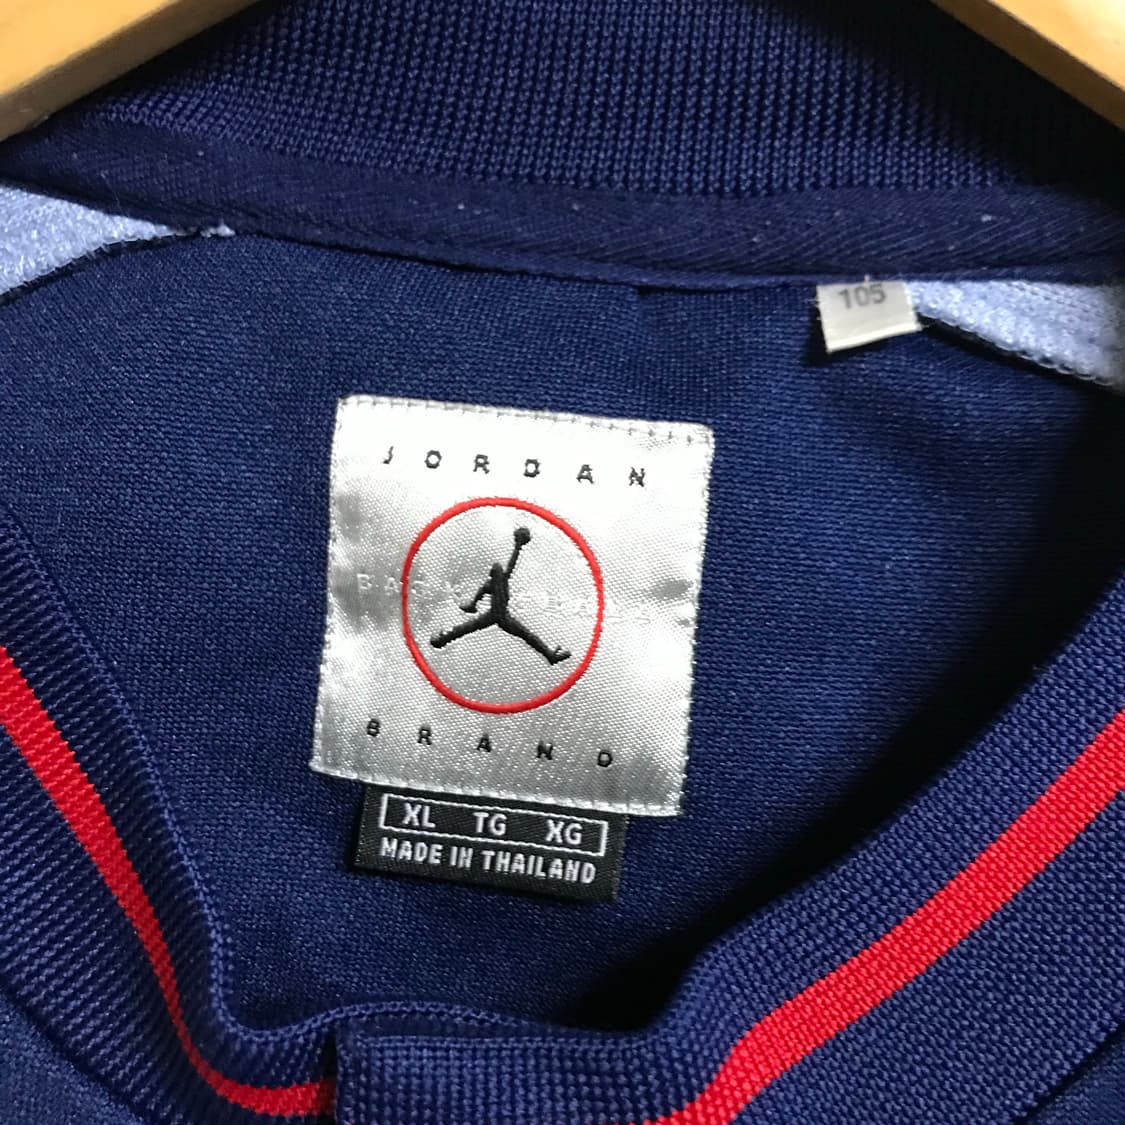 105
JORDAN
BRAND
XL TG XG
MADE IN THAILAND